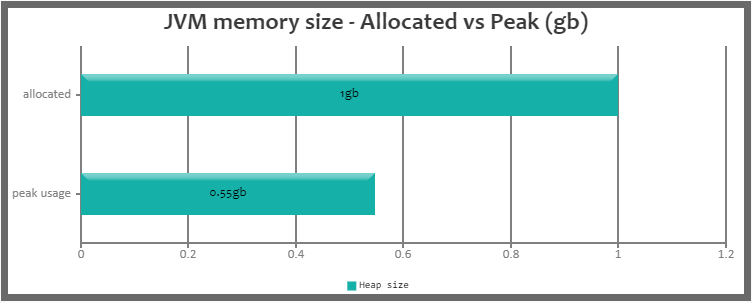 JVM memory size - Allocated vs Peak (gb)
allocated
1gb
peak usage
0.55gb
0 0.2 0.4 0.6 0.8 1 1.2
Heap size